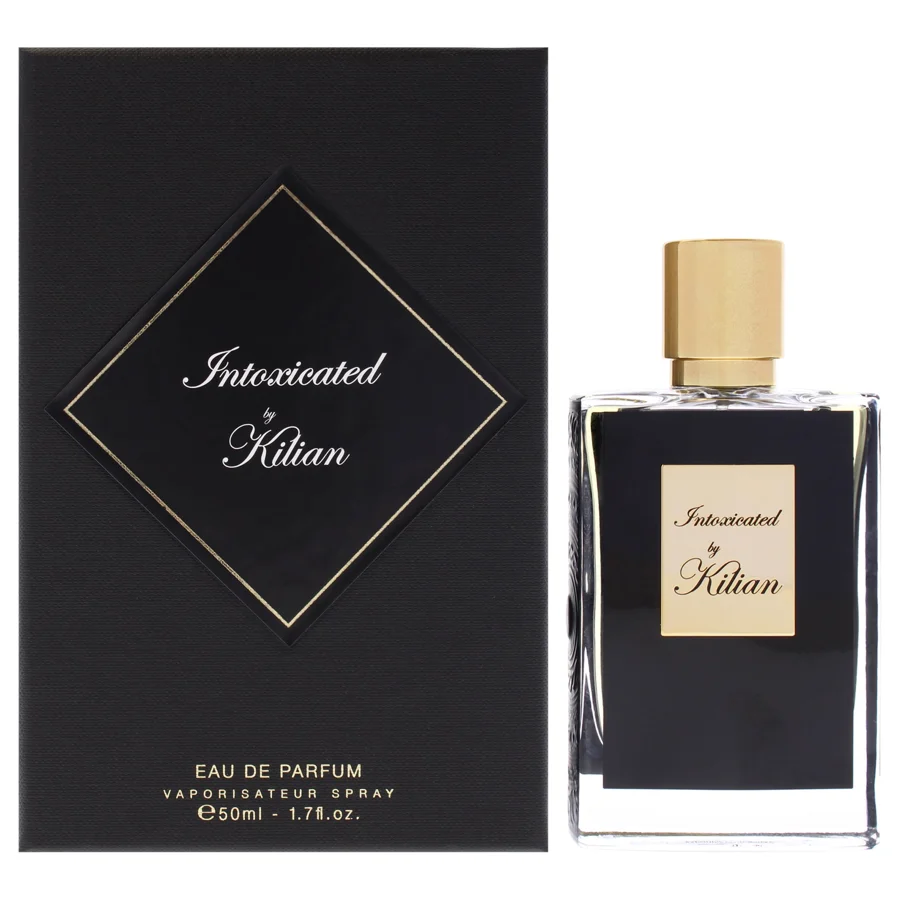 Intoxicated
by
Kilian
EAU DE PARFUM
VAPORISATEUR SPRAY
℮50ml - 1.7fl.oz.
Intoxicated
by
Kilian